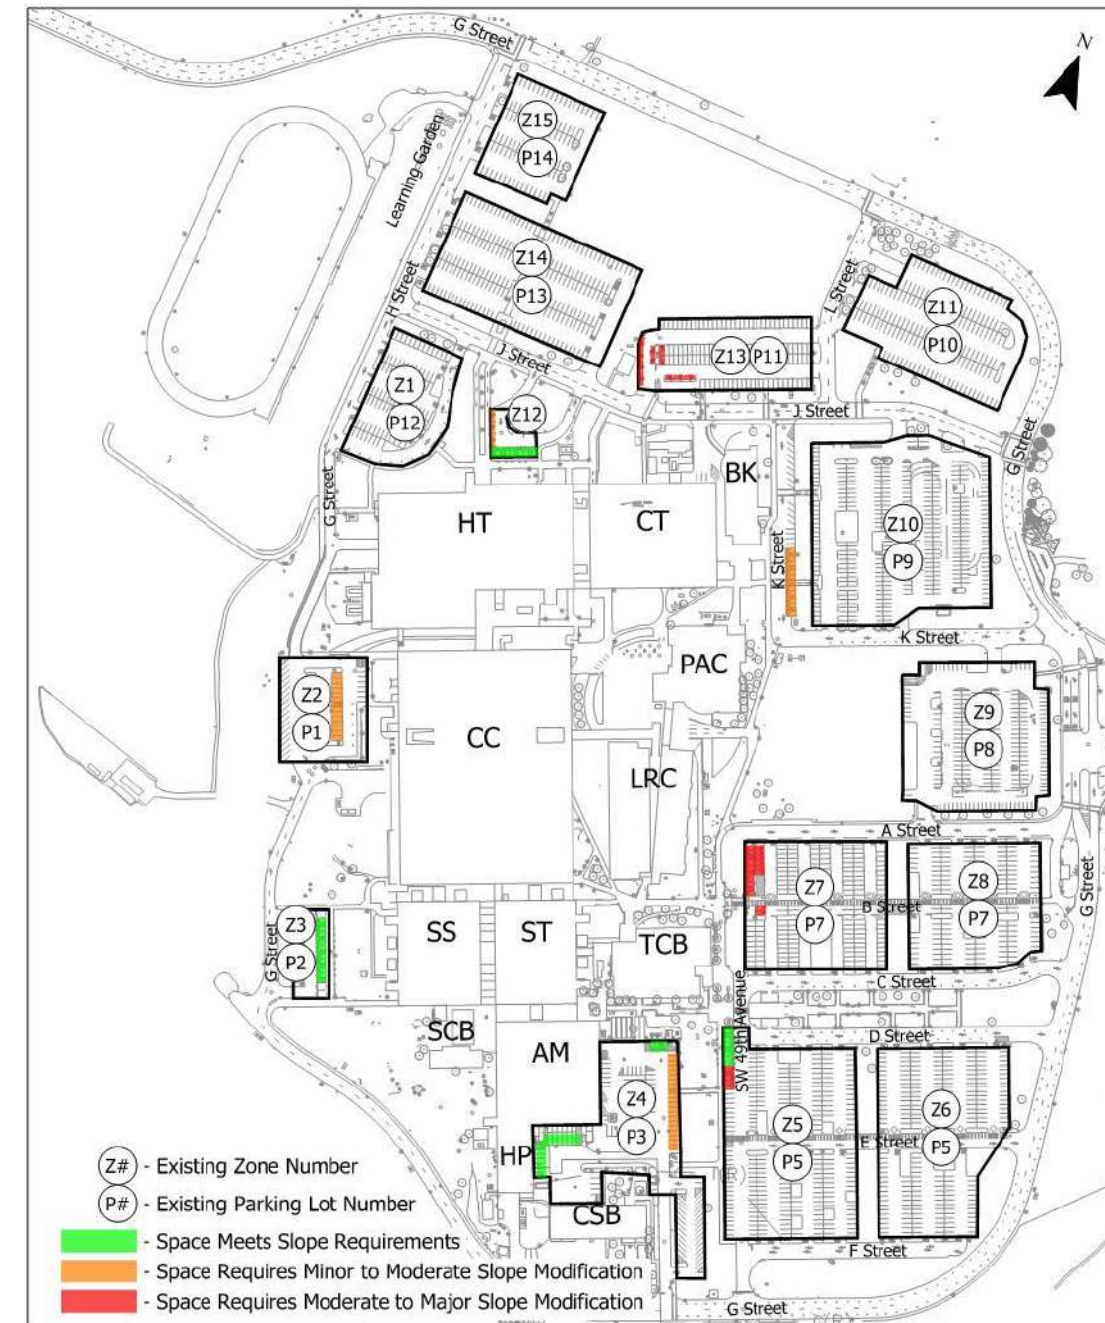 G Street
N
Learning Garden
Z15
P14
H Street
Z14
P13
L Street
Z11
P10
J Street
Z13 P11
Z1
P12
Z12
J Street
G Street
BK
G Street
HT
CT
Z10
P9
K Street
K Street
PAC
Z2
P1
CC
Z9
P8
LRC
A Street
Z7
P7
Z8
P7
B Street
G Street
Z3
P2
G Street
SS
ST
TCB
C Street
SW 49th Avenue
D Street
SCB
AM
Z4
P3
Z5
P5
Z6
P5
E Street
HP
CSB
F Street
G Street
Z# - Existing Zone Number
P# - Existing Parking Lot Number
- Space Meets Slope Requirements
- Space Requires Minor to Moderate Slope Modification
- Space Requires Moderate to Major Slope Modification